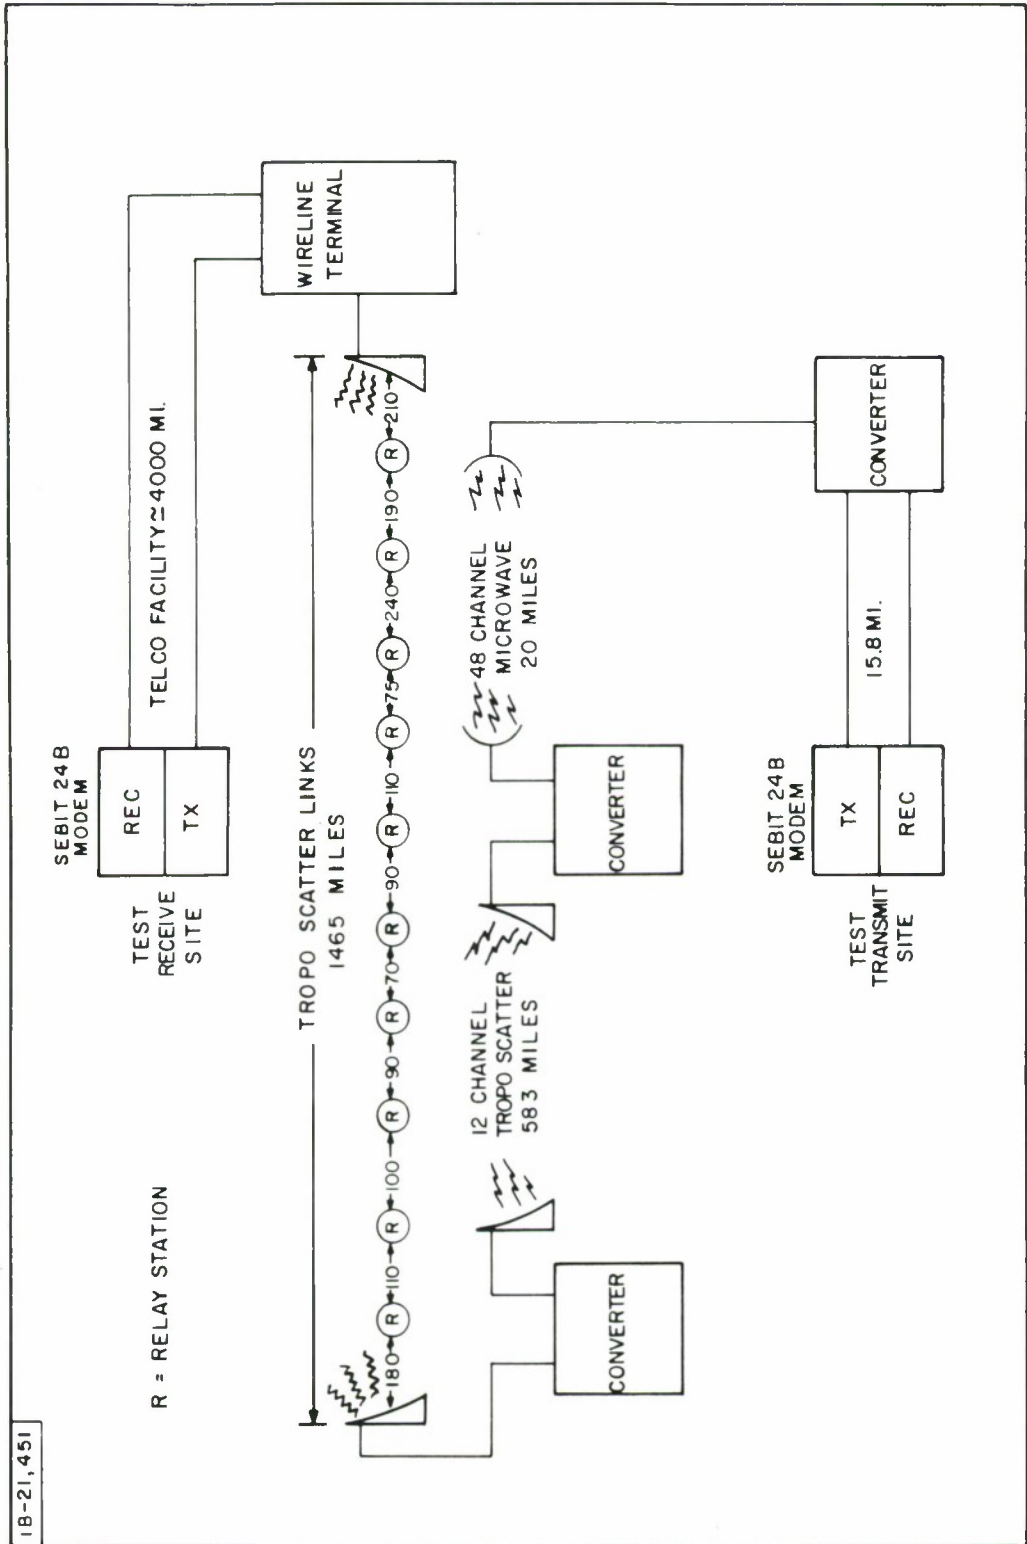 IB-21,451
R = RELAY STATION
SEBIT 24B
MODEM
REC
TX
TEST
RECEIVE
SITE
TELCO FACILITY≃4000 MI.
WIRELINE
TERMINAL
TROPO SCATTER LINKS
1465 MILES
180 R 110 R 100 R 90 R 70 R 90 R 110 R 75 R 240 R 190 R 210
12 CHANNEL
TROPO SCATTER
583 MILES
48 CHANNEL
MICROWAVE
20 MILES
CONVERTER
CONVERTER
CONVERTER
SEBIT 24B
MODEM
TX
REC
TEST
TRANSMIT
SITE
15.8 MI.